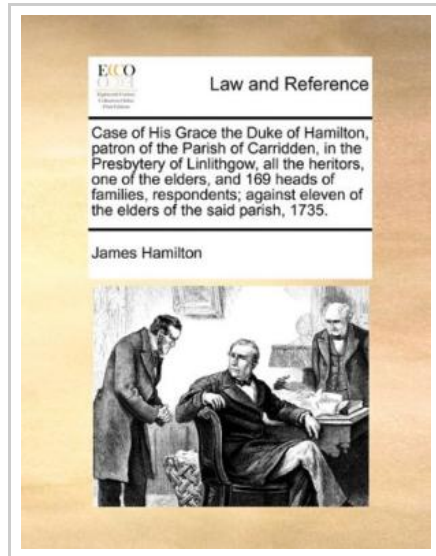 ECCO
Law and Reference
Case of His Grace the Duke of Hamilton,
patron of the Parish of Carridden, in the
Presbytery of Linlithgow, all the heritors,
one of the elders, and 169 heads of
families, respondents; against eleven of
the elders of the said parish, 1735.
James Hamilton